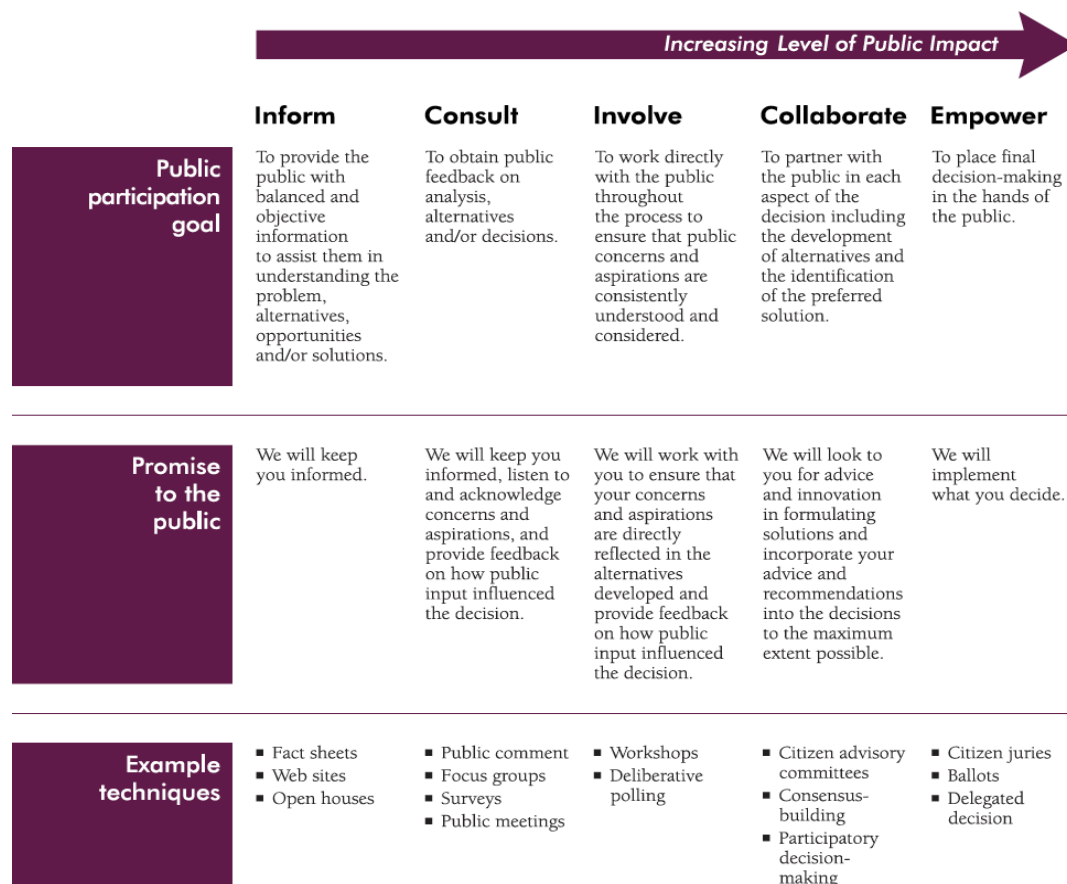 Increasing Level of Public Impact
Inform
Consult
Involve
Collaborate
Empower
Public
participation
goal
To provide the
public with
balanced and
objective
information
to assist them in
understanding the
problem,
alternatives,
opportunities
and/or solutions.
To obtain public
feedback on
analysis,
alternatives
and/or decisions.
To work directly
with the public
throughout
the process to
ensure that public
concerns and
aspirations are
consistently
understood and
considered.
To partner with
the public in each
aspect of the
decision including
the development
of alternatives and
the identification
of the preferred
solution.
To place final
decision-making
in the hands of
the public.
Promise
to the
public
We will keep
you informed.
We will keep you
informed, listen to
and acknowledge
concerns and
aspirations, and
provide feedback
on how public
input influenced
the decision.
We will work with
you to ensure that
your concerns
and aspirations
are directly
reflected in the
alternatives
developed and
provide feedback
on how public
input influenced
the decision.
We will look to
you for advice
and innovation
in formulating
solutions and
incorporate your
advice and
recommendations
into the decisions
to the maximum
extent possible.
We will
implement
what you decide.
Example
techniques
▪ Fact sheets
▪ Web sites
▪ Open houses
▪ Public comment
▪ Focus groups
▪ Surveys
▪ Public meetings
▪ Workshops
▪ Deliberative
polling
▪ Citizen advisory
committees
▪ Consensus-
building
▪ Participatory
decision-
making
▪ Citizen juries
▪ Ballots
▪ Delegated
decision